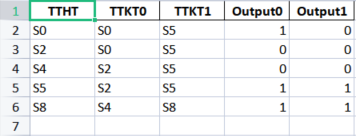 1 TTHT TTKT0 TTKT1 Output0 Output1
2 S0 S0 S5 1 0
3 S2 S0 S5 0 0
4 S4 S2 S5 0 0
5 S5 S2 S5 1 1
6 S8 S4 S8 1 1
7